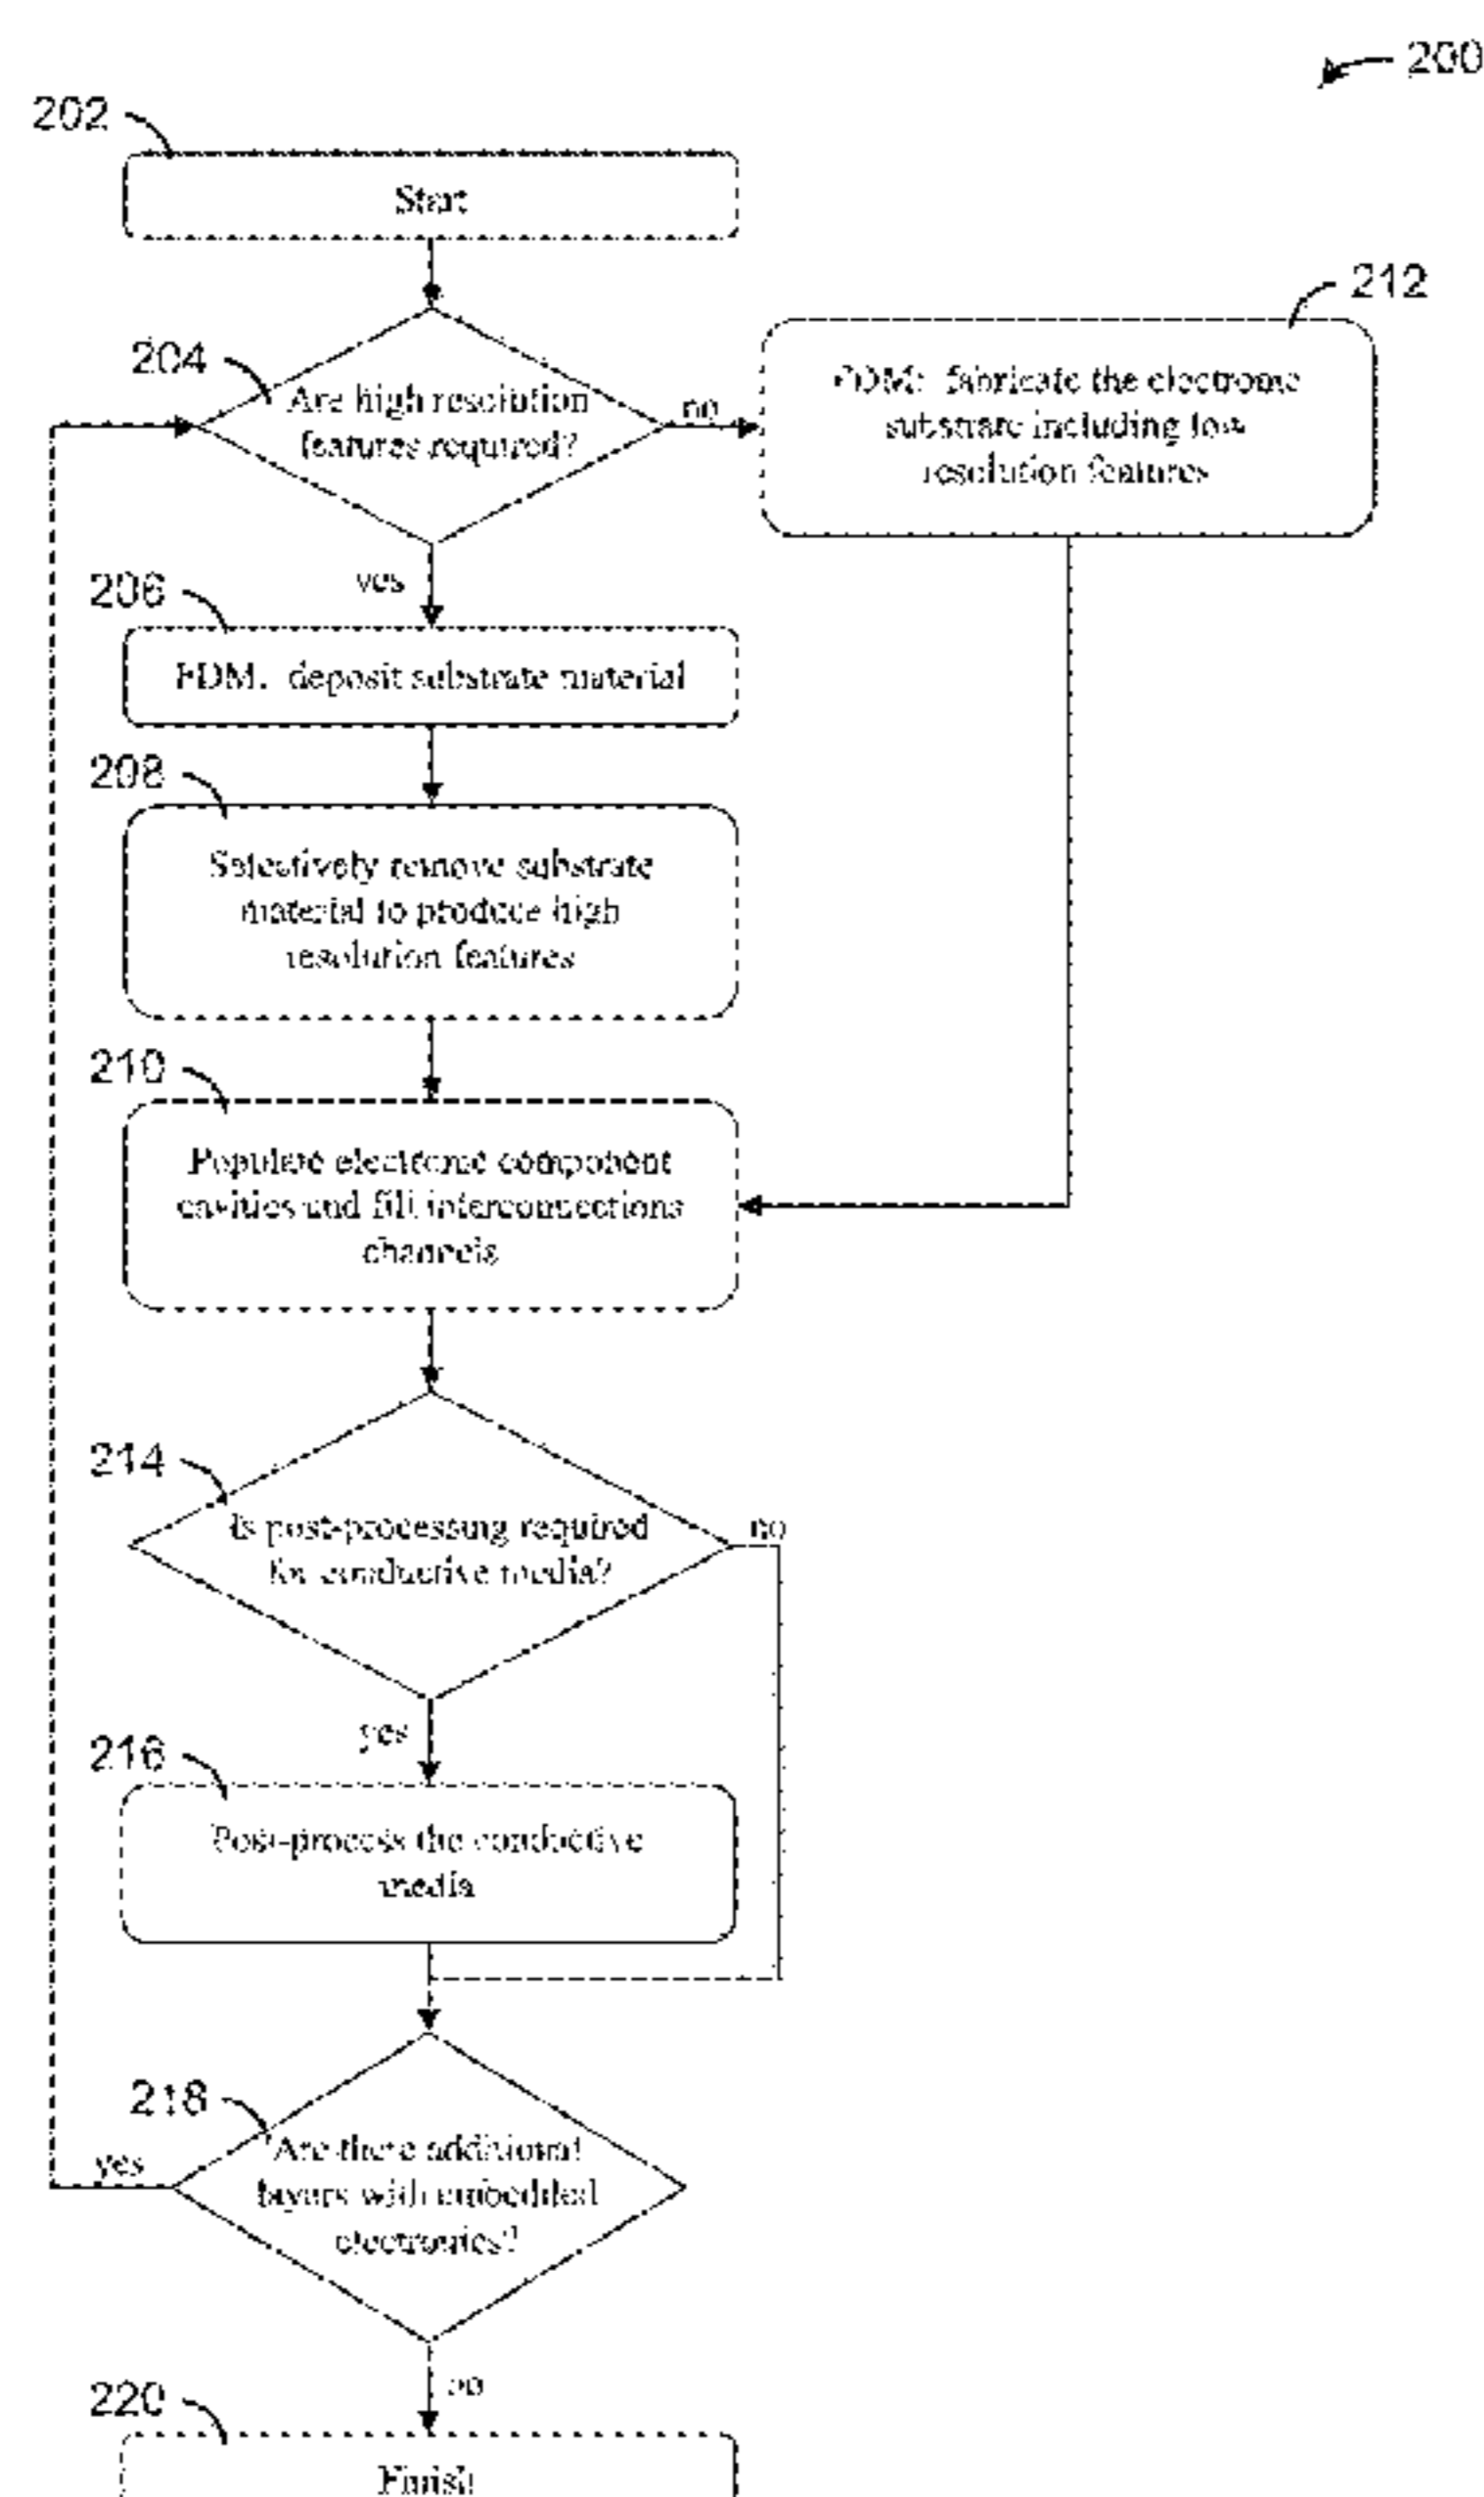 200
202
Start
212
204
Are high resolution
features required?
no
FDM: fabricate the electronic
substrate including low
resolution features
yes
206
FDM: deposit substrate material
208
Selectively remove substrate
material to produce high
resolution features
210
Populate electronic component
cavities and fill interconnections
channels
214
Is post-processing required
for conductive media?
no
yes
216
Post-process the conductive
media
218
Are there additional
layers with embedded
electronics?
yes
no
220
Finish